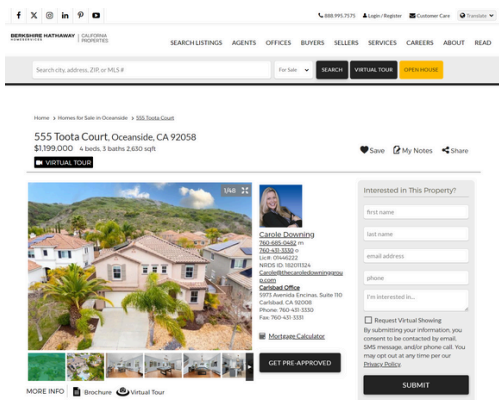 888.995.7575 Login / Register Customer Care Translate
BERKSHIRE HATHAWAY | CALIFORNIA
HOMESERVICES PROPERTIES
SEARCH LISTINGS AGENTS OFFICES BUYERS SELLERS SERVICES CAREERS ABOUT READ
Search city, address, ZIP, or MLS # For Sale SEARCH VIRTUAL TOUR OPEN HOUSE
Home > Homes for Sale in Oceanside > 555 Toota Court
555 Toota Court, Oceanside, CA 92058
$1,199,000 4 beds, 3 baths 2,630 sqft
VIRTUAL TOUR
Save My Notes Share
1/48
Carole Downing
760-685-0462 m
760-431-3330 o
Lic#: 01446222
NRDS ID: 182011324
Carole@thecaroledowninggrou
p.com
Carlsbad Office
5973 Avenida Encinas, Suite 110
Carlsbad, CA 92008
Phone: 760-431-3330
Fax: 760-431-3331
Mortgage Calculator
GET PRE-APPROVED
MORE INFO Brochure Virtual Tour
Interested In This Property?
first name
last name
email address
phone
I'm interested in...
Request Virtual Showing
By submitting your information, you
consent to be contacted by email,
SMS message, and/or phone call. You
may opt out at any time per our
Privacy Policy.
SUBMIT